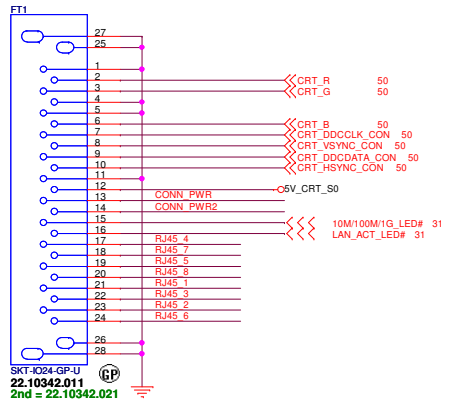 FT1
27
25
1
2 CRT_R 50
3 CRT_G 50
4
5
6 CRT_B 50
7 CRT_DDCCLK_CON 50
8 CRT_VSYNC_CON 50
9 CRT_DDCDATA_CON 50
10 CRT_HSYNC_CON 50
11
12 5V_CRT_S0
13 CONN_PWR
14 CONN_PWR2
15 10M/100M/1G_LED# 31
16 LAN_ACT_LED# 31
17 RJ45_4
18 RJ45_7
19 RJ45_5
20 RJ45_8
21 RJ45_1
22 RJ45_3
23 RJ45_2
24 RJ45_6
26
28
SKT-IO24-GP-U
22.10342.011 GP
2nd = 22.10342.021